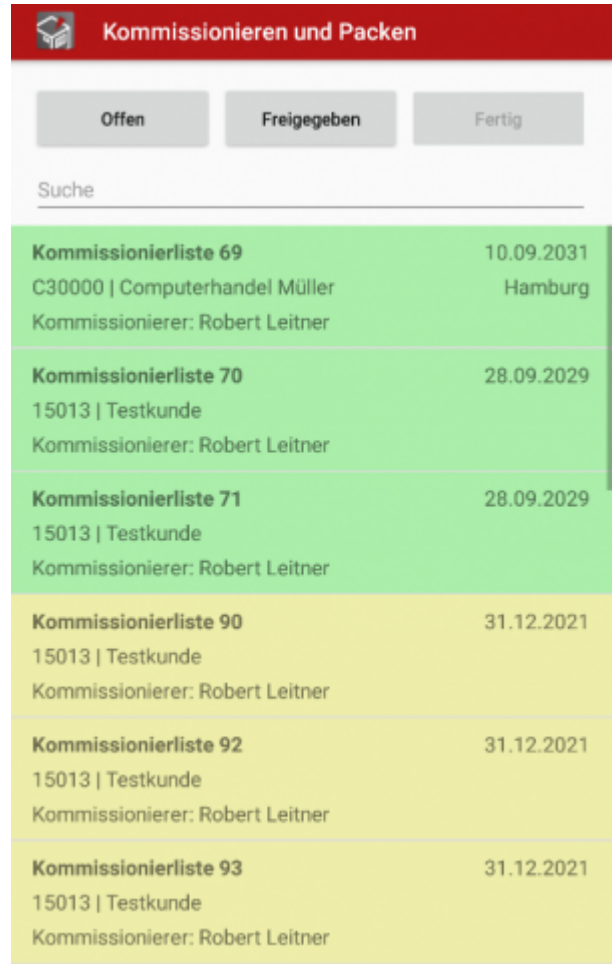 Kommissionieren und Packen
Offen Freigegeben Fertig
Suche
Kommissionierliste 69 10.09.2031
C30000 | Computerhandel Müller Hamburg
Kommissionierer: Robert Leitner
Kommissionierliste 70 28.09.2029
15013 | Testkunde
Kommissionierer: Robert Leitner
Kommissionierliste 71 28.09.2029
15013 | Testkunde
Kommissionierer: Robert Leitner
Kommissionierliste 90 31.12.2021
15013 | Testkunde
Kommissionierer: Robert Leitner
Kommissionierliste 92 31.12.2021
15013 | Testkunde
Kommissionierer: Robert Leitner
Kommissionierliste 93 31.12.2021
15013 | Testkunde
Kommissionierer: Robert Leitner